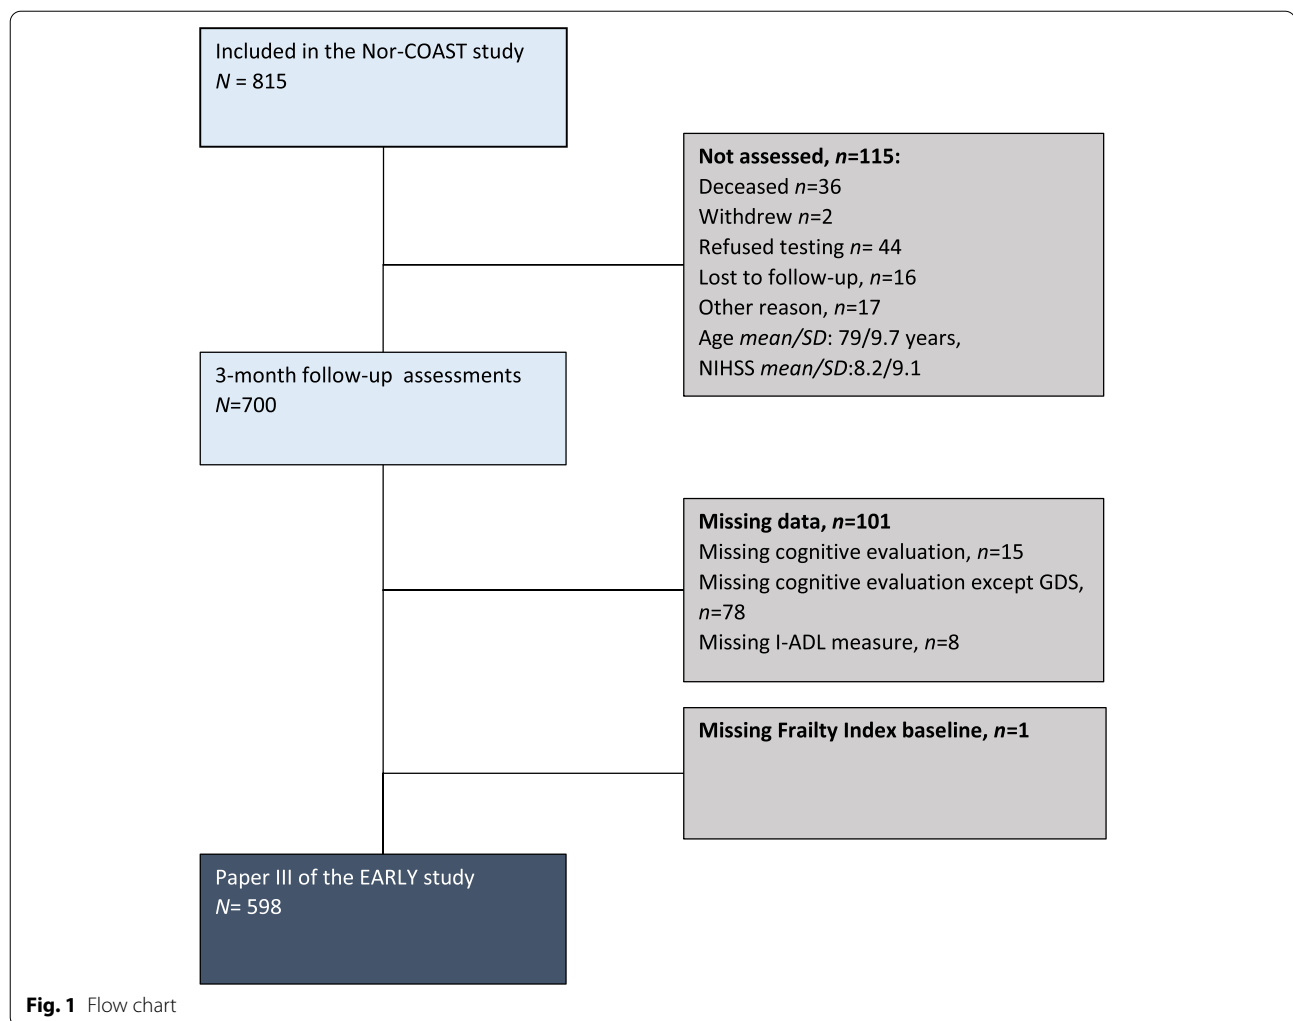 Included in the Nor-COAST study
N = 815
Not assessed, n=115:
Deceased n=36
Withdrew n=2
Refused testing n= 44
Lost to follow-up, n=16
Other reason, n=17
Age mean/SD: 79/9.7 years,
NIHSS mean/SD:8.2/9.1
3-month follow-up  assessments
N=700
Missing data, n=101
Missing cognitive evaluation, n=15
Missing cognitive evaluation except GDS,
n=78
Missing I-ADL measure, n=8
Missing Frailty Index baseline, n=1
Paper III of the EARLY study
N= 598
Fig. 1 Flow chart